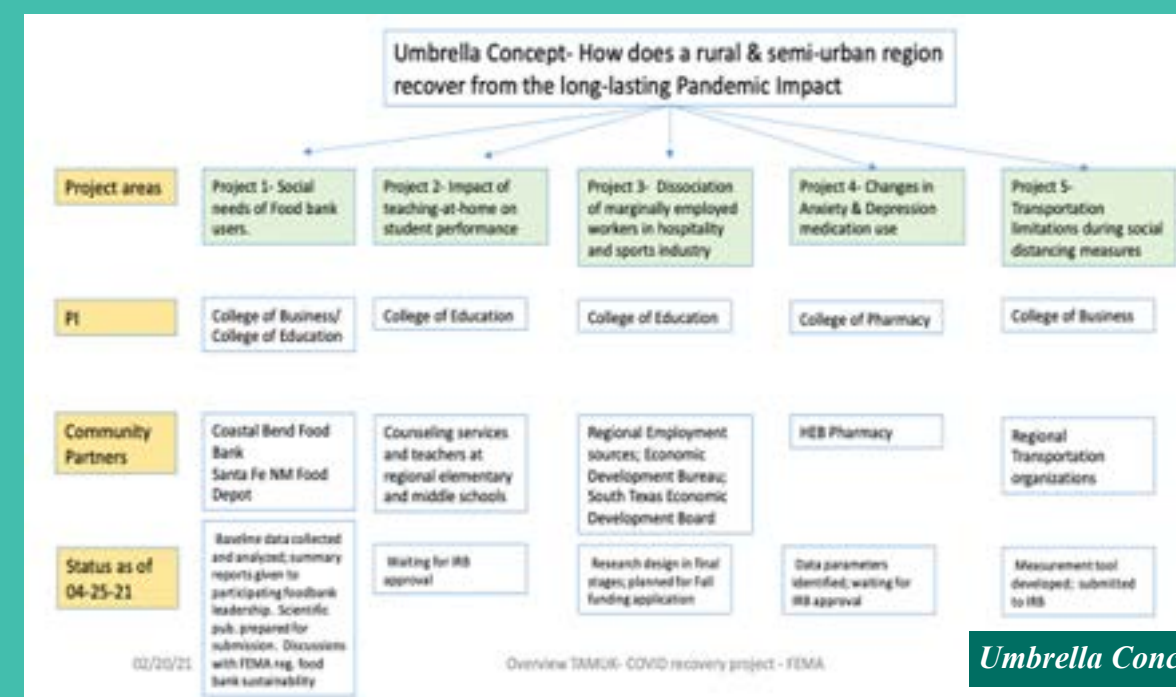 Umbrella Concept- How does a rural & semi-urban region
recover from the long-lasting Pandemic Impact
Project areas
Project 1- Social
needs of Food bank
users.
Project 2- Impact of
teaching-at-home on
student performance
Project 3- Dissociation
of marginally employed
workers in hospitality
and sports industry
Project 4- Changes in
Anxiety & Depression
medication use
Project 5-
Transportation
limitations during social
distancing measures
PI
College of Business/
College of Education
College of Education
College of Education
College of Pharmacy
College of Business
Community
Partners
Coastal Bend Food
Bank
Santa Fe NM Food
Depot
Counseling services
and teachers at
regional elementary
and middle schools
Regional Employment
sources; Economic
Development Bureau;
South Texas Economic
Development Board
HEB Pharmacy
Regional
Transportation
organizations
Status as of
04-25-21
Baseline data collected
and analyzed; summary
reports given to
participating foodbank
leadership. Scientific
pub. prepared for
submission. Discussions
with FEMA reg. food
bank sustainability
Waiting for IRB
approval
Research design in final
stages; planned for Fall
funding application
Data parameters
identified; waiting for
IRB approval
Measurement tool
developed; submitted
to IRB
02/20/21
Overview TAMUK- COVID recovery project - FEMA
Umbrella Conc